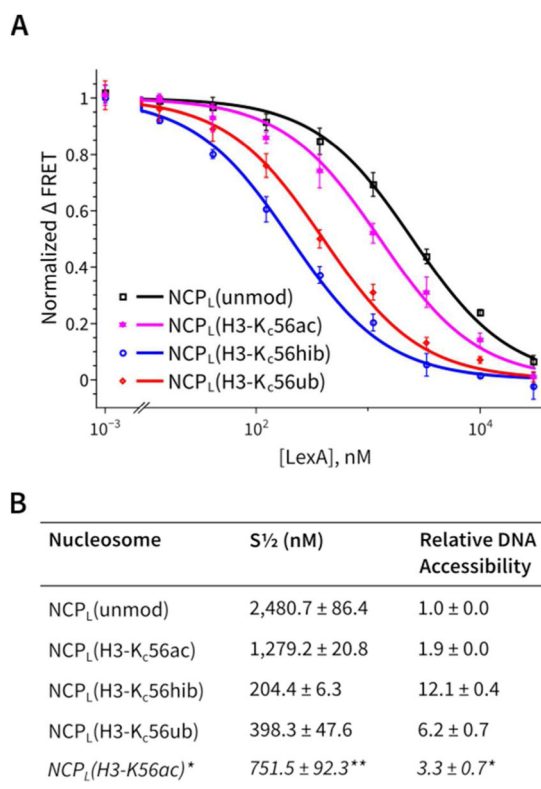 A
Normalized Δ FRET
1
0.8
0.6
0.4
0.2
0
NCPL(unmod)
NCPL(H3-Kc56ac)
NCPL(H3-Kc56hib)
NCPL(H3-Kc56ub)
10⁻³ 10² 10⁴
[LexA], nM
B
Nucleosome S½ (nM) Relative DNA
Accessibility
NCPL(unmod) 2,480.7 ± 86.4 1.0 ± 0.0
NCPL(H3-Kc56ac) 1,279.2 ± 20.8 1.9 ± 0.0
NCPL(H3-Kc56hib) 204.4 ± 6.3 12.1 ± 0.4
NCPL(H3-Kc56ub) 398.3 ± 47.6 6.2 ± 0.7
NCPL(H3-K56ac)* 751.5 ± 92.3** 3.3 ± 0.7*